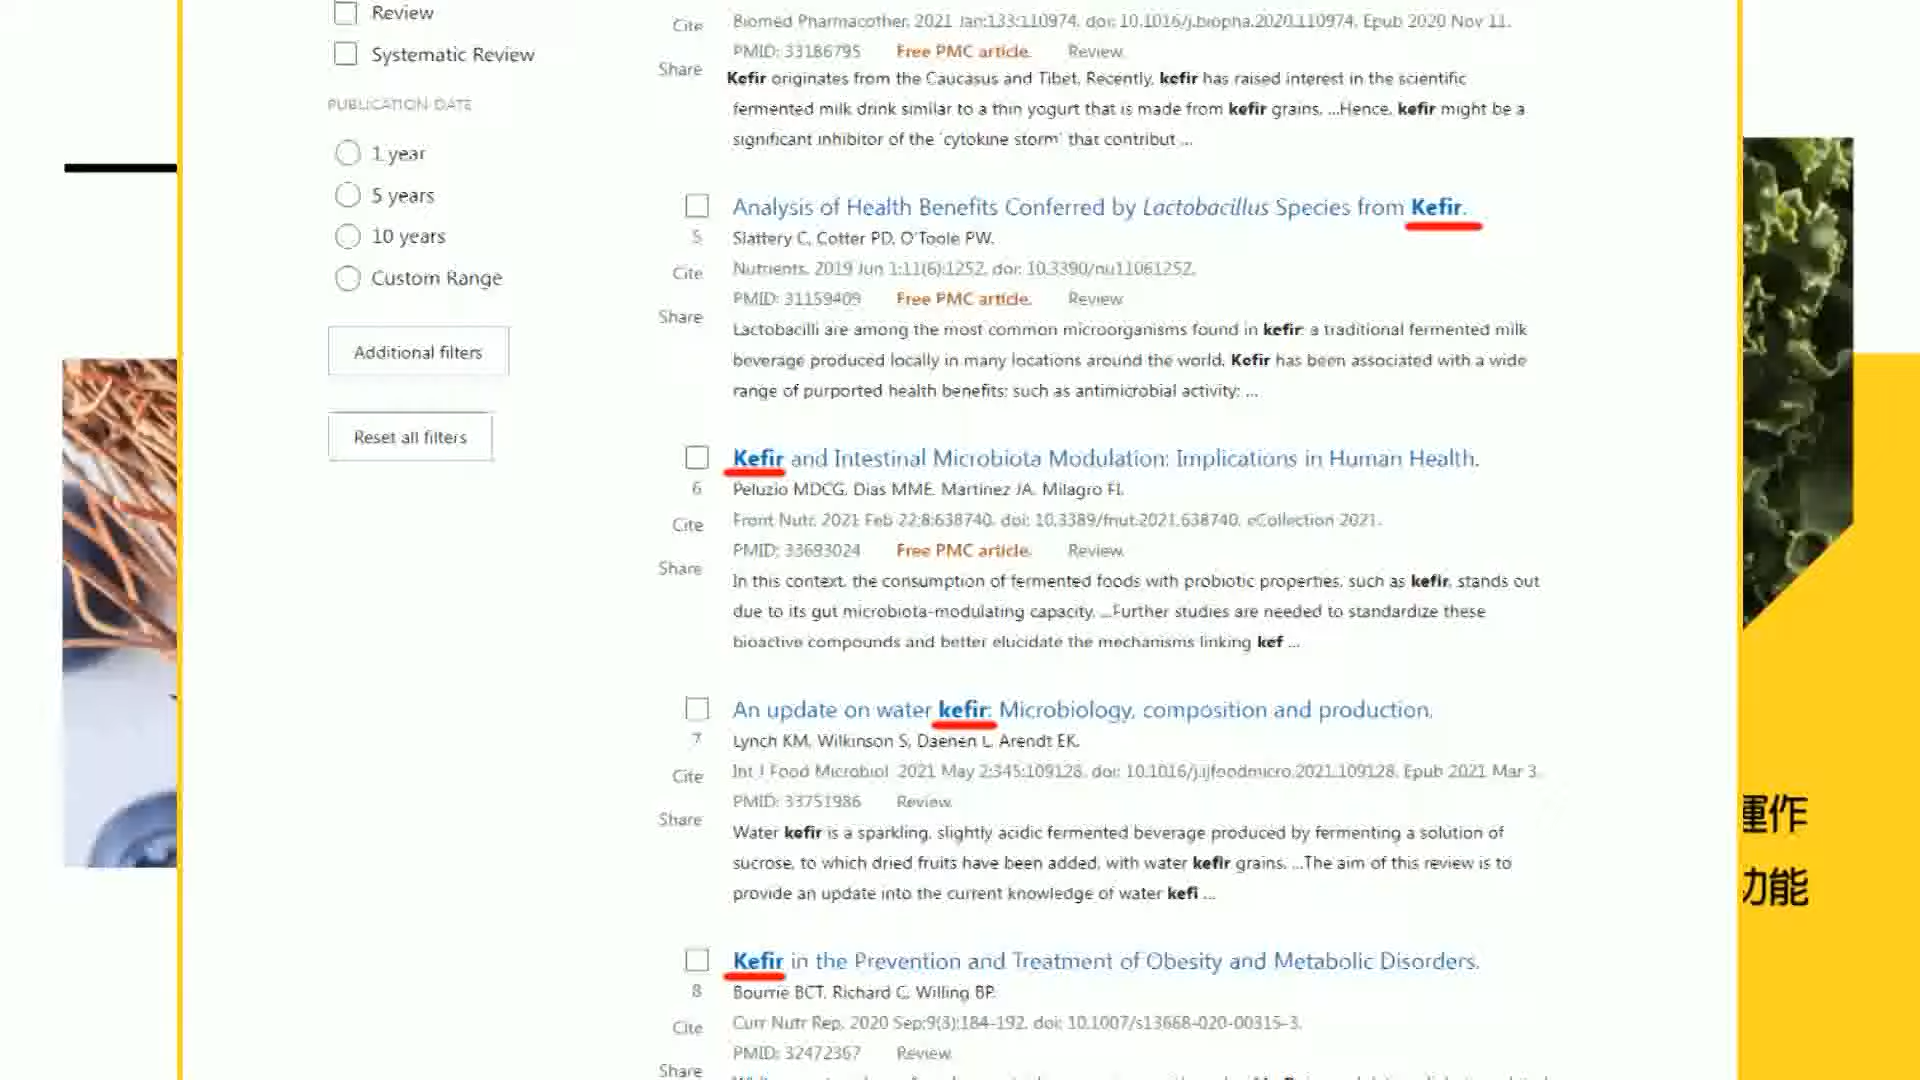 Review
Systematic Review
PUBLICATION DATE
1 year
5 years
10 years
Custom Range
Additional filters
Reset all filters
Cite
Biomed Pharmacother. 2021 Jan;133:110974. doi: 10.1016/j.biopha.2020.110974. Epub 2020 Nov 11.
PMID: 33186795 Free PMC article. Review.
Share
Kefir originates from the Caucasus and Tibet. Recently, kefir has raised interest in the scientific
fermented milk drink similar to a thin yogurt that is made from kefir grains. ...Hence, kefir might be a
significant inhibitor of the 'cytokine storm' that contribut ...
Analysis of Health Benefits Conferred by Lactobacillus Species from Kefir.
5
Slattery C, Cotter PD, O'Toole PW.
Cite
Nutrients. 2019 Jun 1;11(6):1252. doi: 10.3390/nu11061252.
PMID: 31159409 Free PMC article. Review.
Share
Lactobacilli are among the most common microorganisms found in kefir; a traditional fermented milk
beverage produced locally in many locations around the world. Kefir has been associated with a wide
range of purported health benefits; such as antimicrobial activity; ...
Kefir and Intestinal Microbiota Modulation: Implications in Human Health.
6
Peluzio MDCG, Dias MME, Martinez JA, Milagro FI.
Cite
Front Nutr. 2021 Feb 22;8:638740. doi: 10.3389/fnut.2021.638740. eCollection 2021.
PMID: 33693024 Free PMC article. Review.
Share
In this context, the consumption of fermented foods with probiotic properties, such as kefir, stands out
due to its gut microbiota-modulating capacity. ...Further studies are needed to standardize these
bioactive compounds and better elucidate the mechanisms linking kef ...
An update on water kefir: Microbiology, composition and production.
7
Lynch KM, Wilkinson S, Daenen L, Arendt EK.
Cite
Int J Food Microbiol. 2021 May 2;345:109128. doi: 10.1016/j.ijfoodmicro.2021.109128. Epub 2021 Mar 3.
PMID: 33751986 Review.
Share
Water kefir is a sparkling, slightly acidic fermented beverage produced by fermenting a solution of
sucrose, to which dried fruits have been added, with water kefir grains. ...The aim of this review is to
provide an update into the current knowledge of water kefi ...
Kefir in the Prevention and Treatment of Obesity and Metabolic Disorders.
8
Bourrie BCT, Richard C, Willing BP.
Cite
Curr Nutr Rep. 2020 Sep;9(3):184-192. doi: 10.1007/s13668-020-00315-3.
PMID: 32472367 Review.
Share
運作
功能